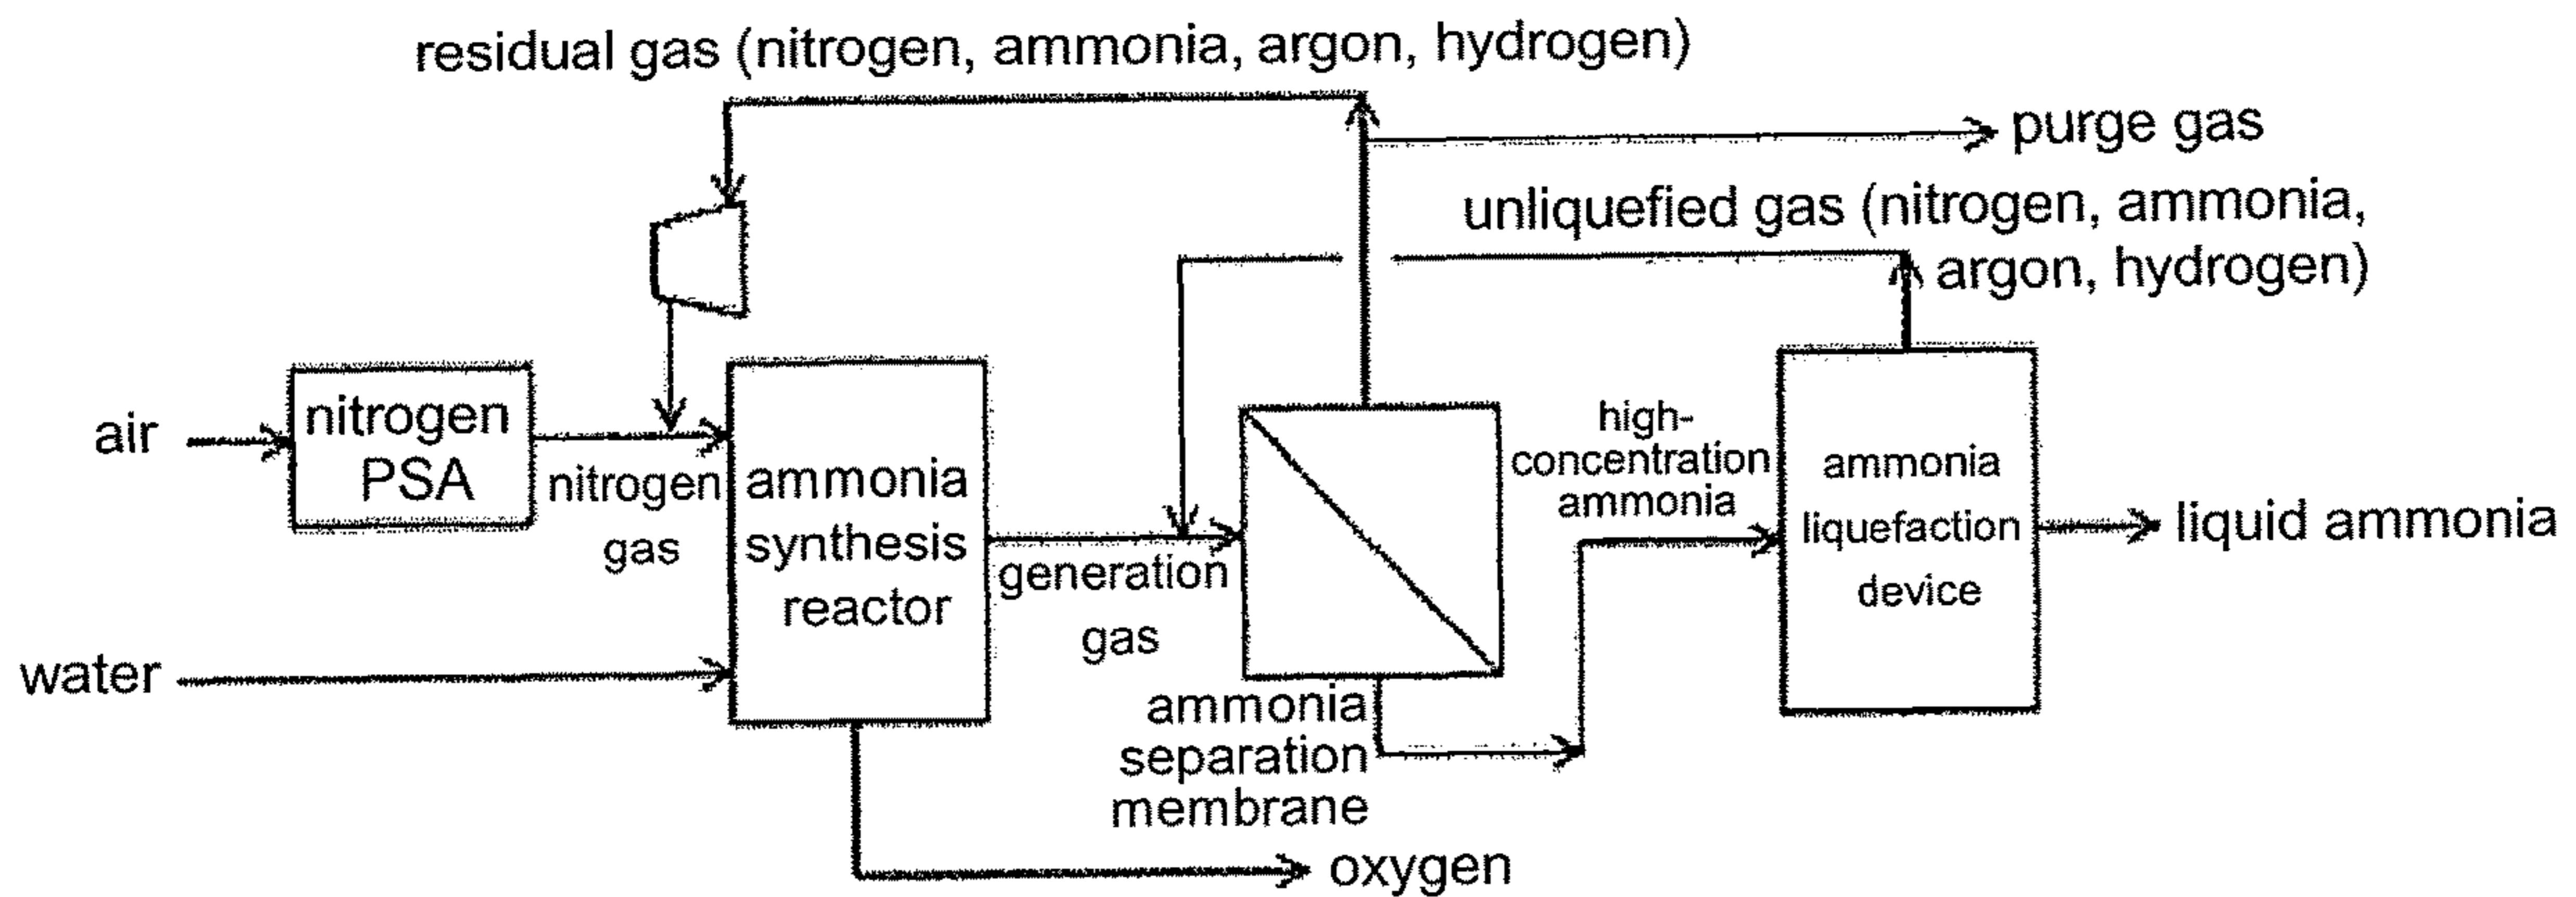 residual gas (nitrogen, ammonia, argon, hydrogen)
purge gas
unliquefied gas (nitrogen, ammonia,
argon, hydrogen)
air
nitrogen
PSA
nitrogen
gas
water
ammonia
synthesis
reactor
generation
gas
ammonia
separation
membrane
high-
concentration
ammonia
ammonia
liquefaction
device
liquid ammonia
oxygen